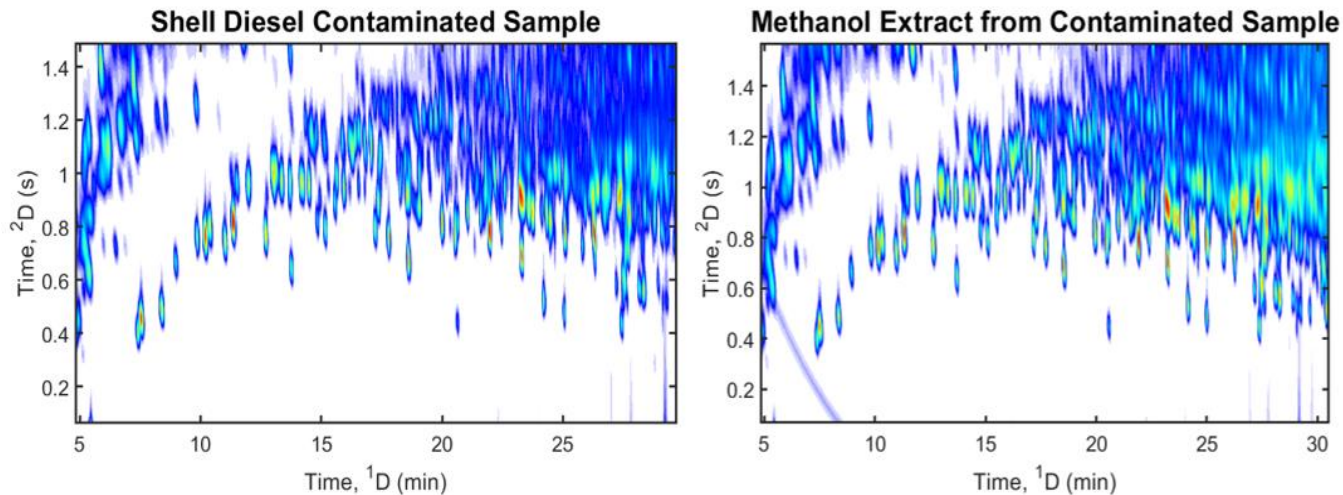 Shell Diesel Contaminated Sample
1.4
1.2
1
0.8
0.6
0.4
0.2
Time, ²D (s)
5 10 15 20 25
Time, ¹D (min)
Methanol Extract from Contaminated Sample
1.4
1.2
1
0.8
0.6
0.4
0.2
Time, ²D (s)
5 10 15 20 25 30
Time, ¹D (min)